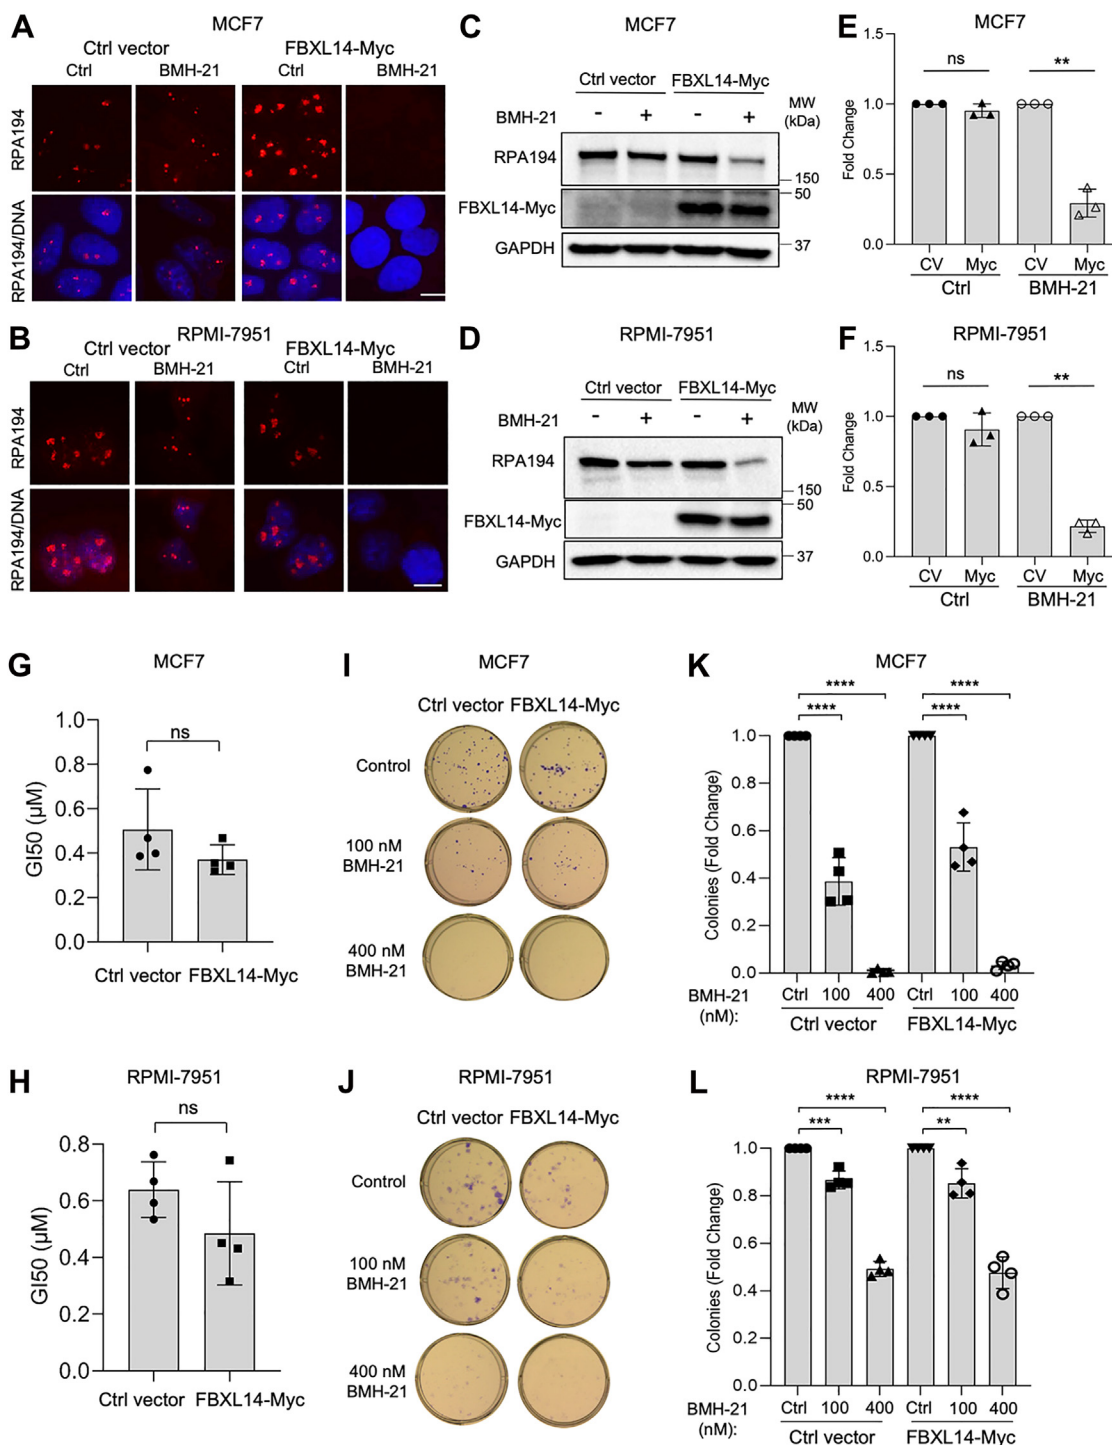 A
MCF7
Ctrl vector FBXL14-Myc
Ctrl BMH-21 Ctrl BMH-21
RPA194
RPA194/DNA
B
RPMI-7951
Ctrl vector FBXL14-Myc
Ctrl BMH-21 Ctrl BMH-21
RPA194
RPA194/DNA
C
MCF7
Ctrl vector FBXL14-Myc
MW
(kDa)
BMH-21 - + - +
RPA194
150
50
FBXL14-Myc
GAPDH
37
D
RPMI-7951
Ctrl vector FBXL14-Myc
MW
(kDa)
BMH-21 - + - +
RPA194
150
50
FBXL14-Myc
GAPDH
37
E
MCF7
Fold Change
1.5
1.0
0.5
0.0
ns **
CV Myc CV Myc
Ctrl BMH-21
F
RPMI-7951
Fold Change
1.5
1.0
0.5
0.0
ns **
CV Myc CV Myc
Ctrl BMH-21
G
MCF7
GI50 (µM)
1.0
0.8
0.6
0.4
0.2
0.0
ns
Ctrl vector FBXL14-Myc
H
RPMI-7951
GI50 (µM)
0.8
0.6
0.4
0.2
0.0
ns
Ctrl vector FBXL14-Myc
I
MCF7
Ctrl vector FBXL14-Myc
Control
100 nM
BMH-21
400 nM
BMH-21
J
RPMI-7951
Ctrl vector FBXL14-Myc
Control
100 nM
BMH-21
400 nM
BMH-21
K
MCF7
Colonies (Fold Change)
1.0
0.8
0.6
0.4
0.2
0.0
**** ****
**** ****
BMH-21
(nM):
Ctrl 100 400 Ctrl 100 400
Ctrl vector FBXL14-Myc
L
RPMI-7951
Colonies (Fold Change)
1.0
0.8
0.6
0.4
0.2
0.0
**** ****
*** **
BMH-21
(nM):
Ctrl 100 400 Ctrl 100 400
Ctrl vector FBXL14-Myc